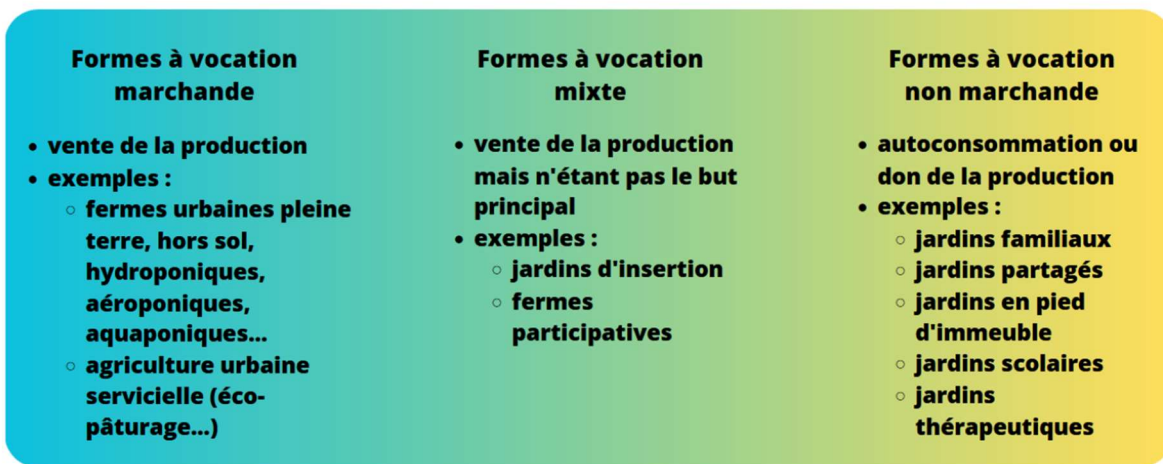 Formes à vocation
marchande
• vente de la production
• exemples :
◦ fermes urbaines pleine
terre, hors sol,
hydroponiques,
aéroponiques,
aquaponiques...
◦ agriculture urbaine
servicielle (éco-
pâturage...)
Formes à vocation
mixte
• vente de la production
mais n'étant pas le but
principal
• exemples :
◦ jardins d'insertion
◦ fermes
participatives
Formes à vocation
non marchande
• autoconsommation ou
don de la production
• exemples :
◦ jardins familiaux
◦ jardins partagés
◦ jardins en pied
d'immeuble
◦ jardins scolaires
◦ jardins
thérapeutiques